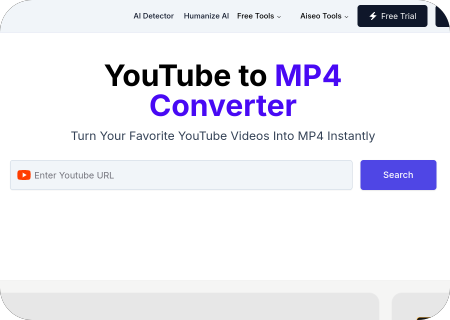 AI Detector Humanize AI Free Tools Aiseo Tools Free Trial
YouTube to MP4
Converter
Turn Your Favorite YouTube Videos Into MP4 Instantly
Enter Youtube URL Search